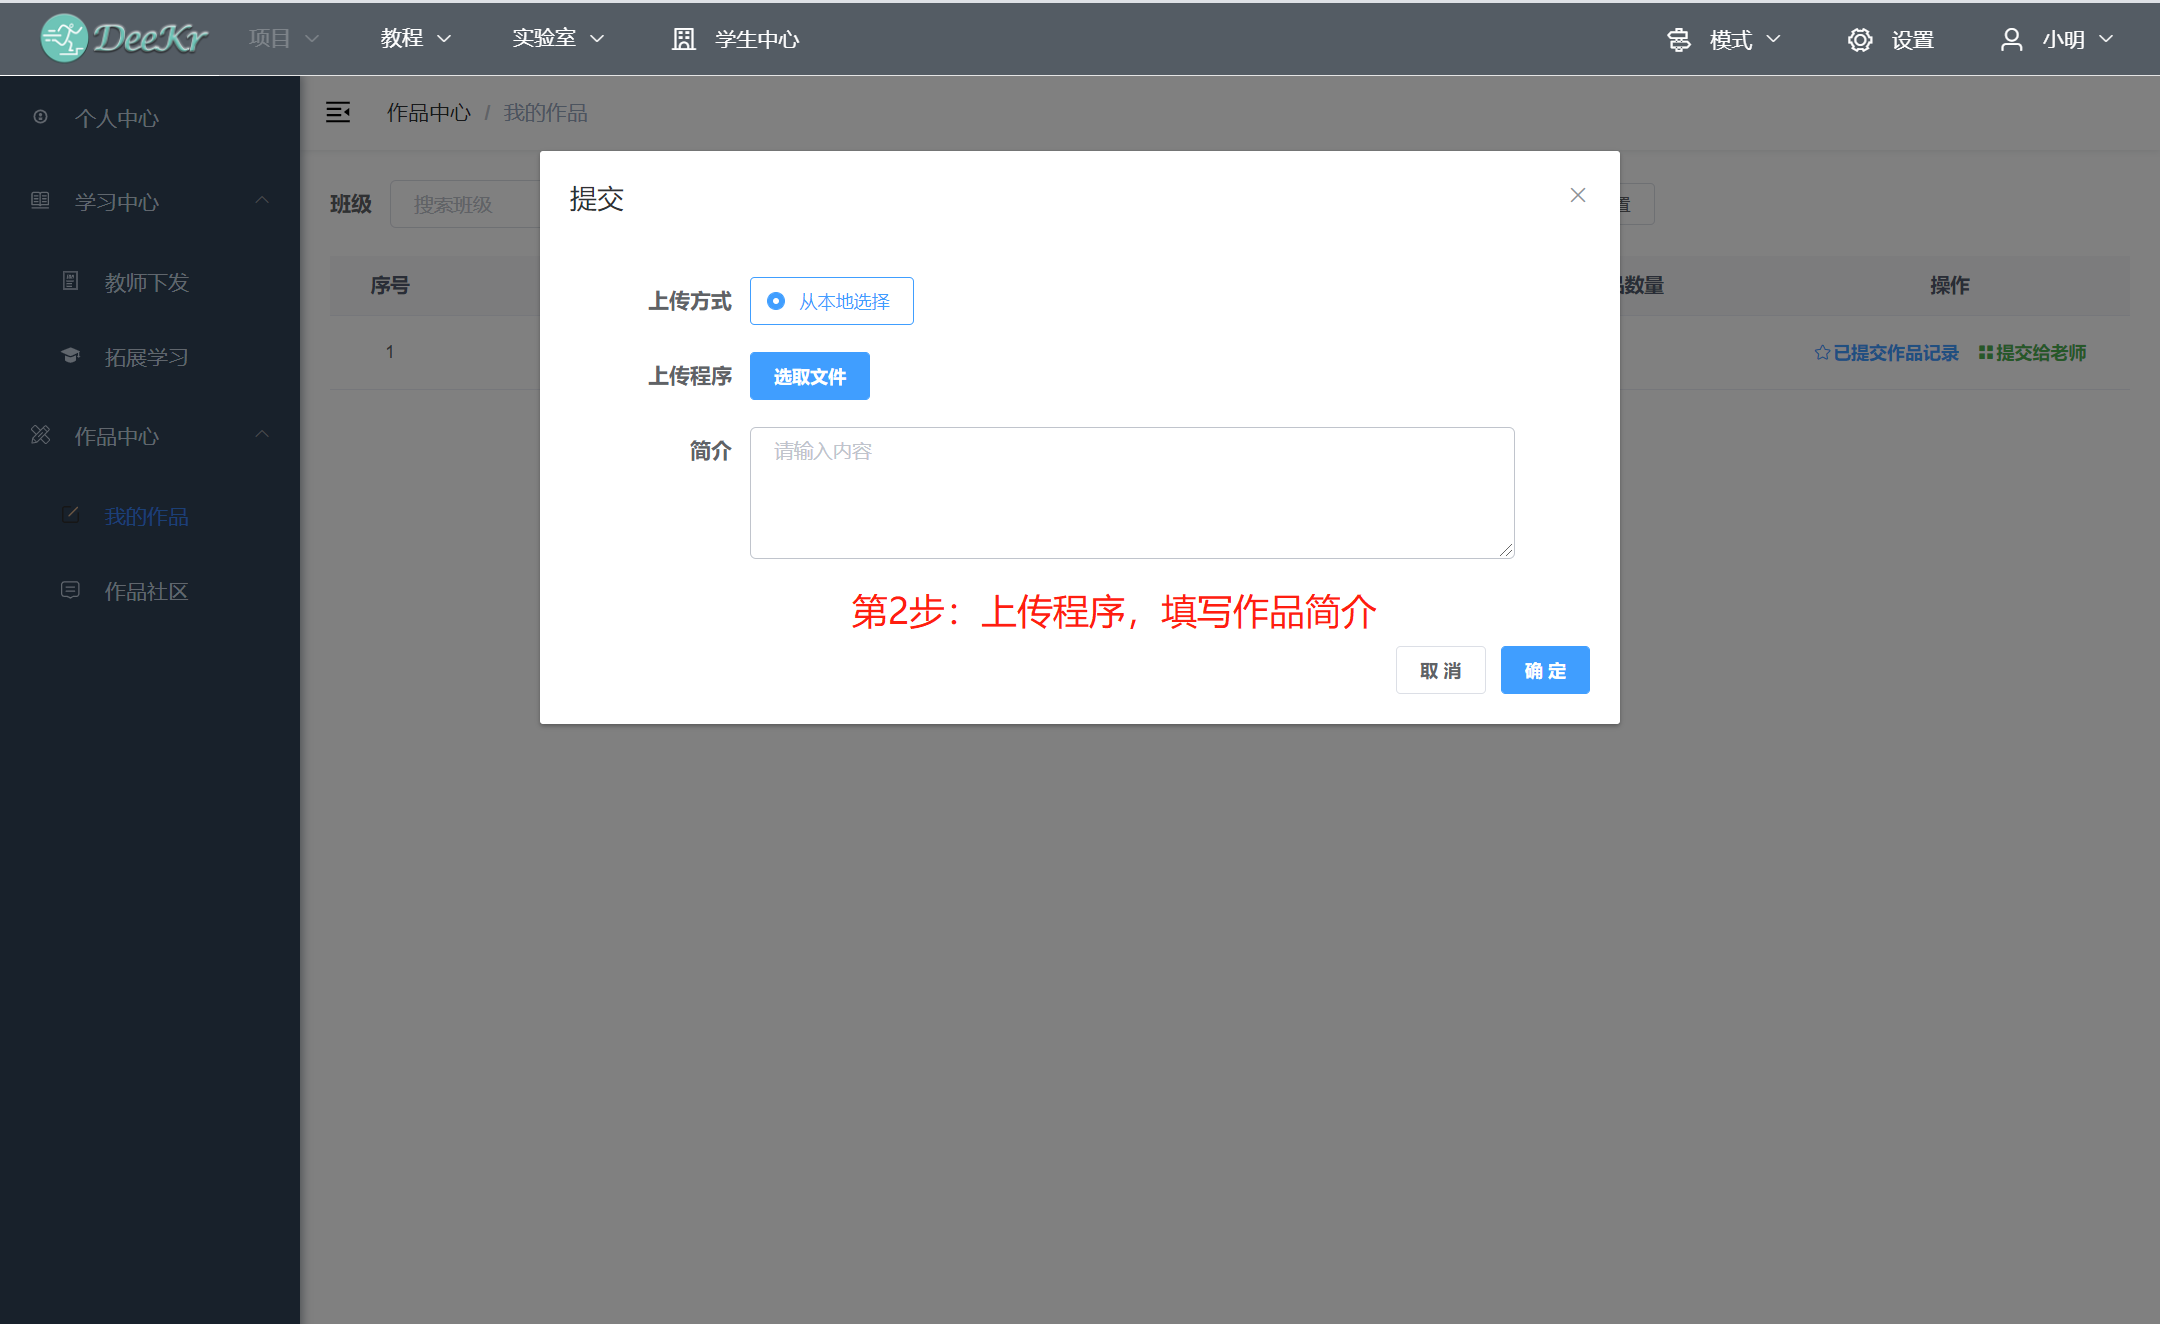 DeeKr 项目 教程 实验室 学生中心 模式 设置 小明
个人中心
学习中心
教师下发
拓展学习
作品中心
我的作品
作品社区
作品中心 / 我的作品
班级 搜索班级 置
序号 数量 操作
1 已提交作品记录 提交给老师
提交
上传方式 从本地选择
上传程序 选取文件
简介 请输入内容
第2步：上传程序，填写作品简介
取 消 确 定